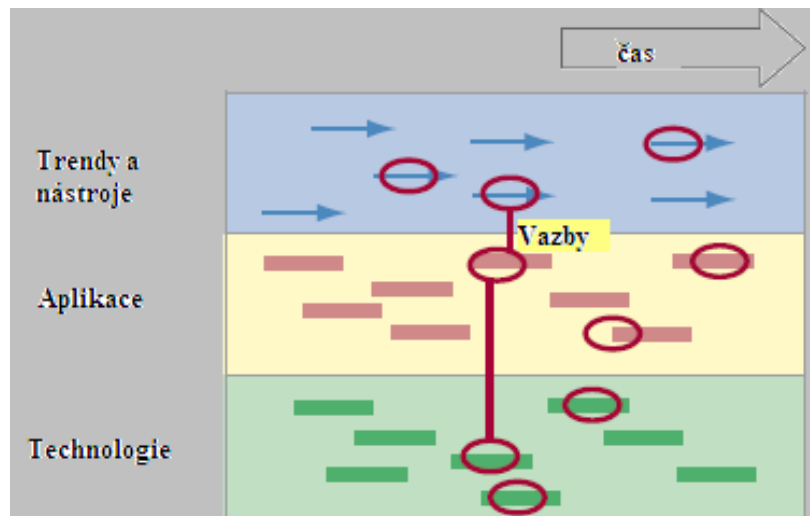 čas
Trendy a
nástroje
Vazby
Aplikace
Technologie